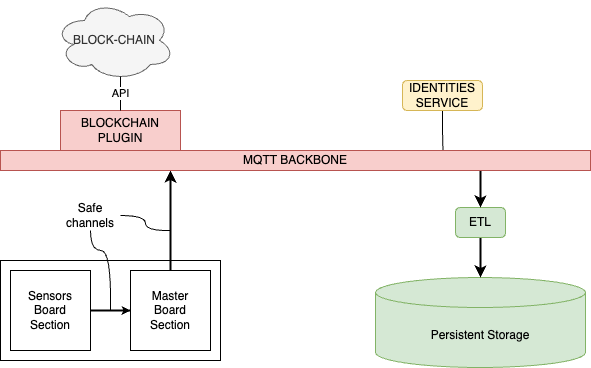 BLOCK-CHAIN
API
IDENTITIES
SERVICE
BLOCKCHAIN
PLUGIN
MQTT BACKBONE
Safe
channels
ETL
Sensors
Board
Section
Master
Board
Section
Persistent Storage